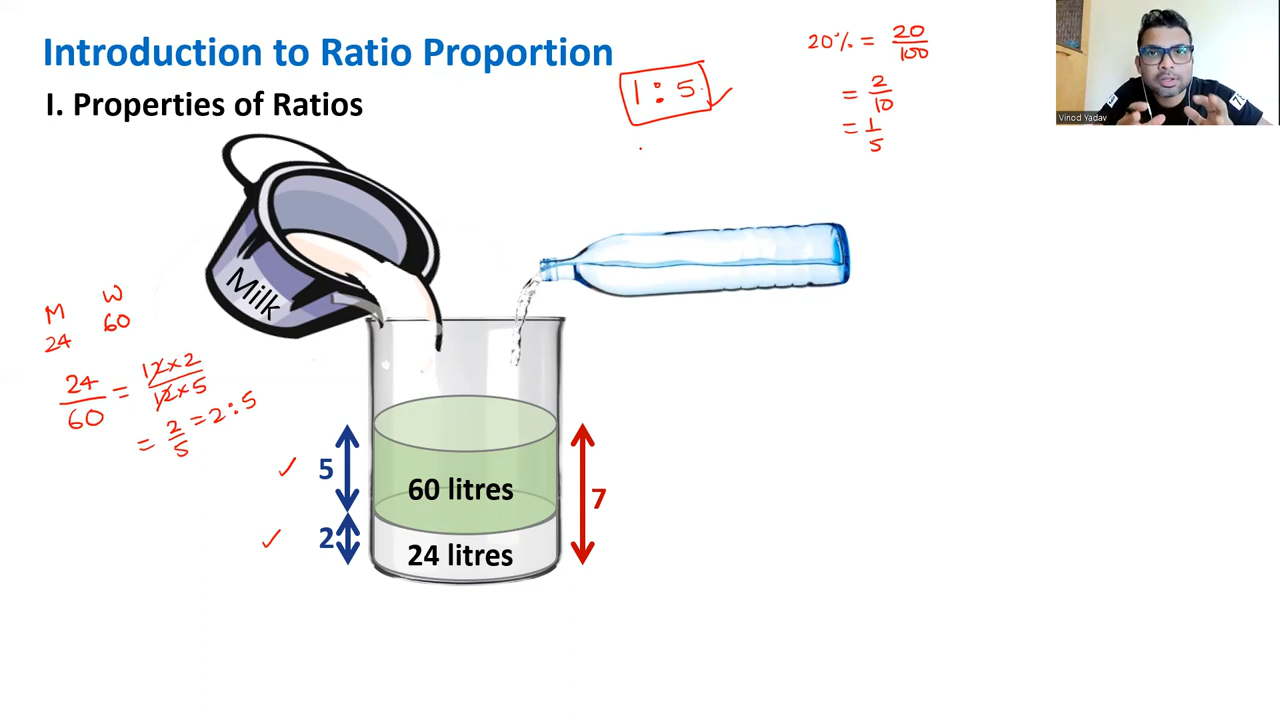 Introduction to Ratio Proportion
I. Properties of Ratios
1 : 5
20% = 20/100
= 2/10
= 1/5
Vinod Yadav
Milk
M W
24 60
24/60 = 12×2/12×5
= 2/5 = 2:5
5
60 litres
7
2
24 litres